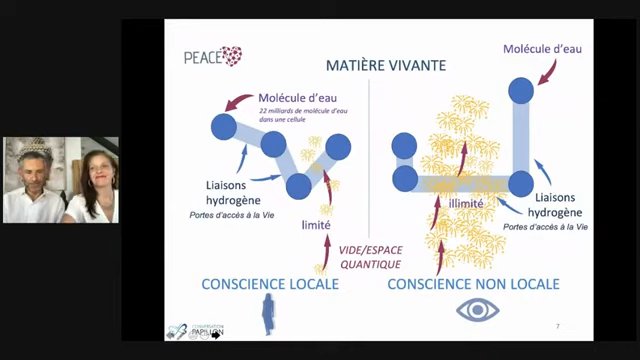 PEACE
MATIÈRE VIVANTE
Molécule d'eau
22 milliards de molécule d'eau
dans une cellule
Liaisons
hydrogène
Portes d'accès à la Vie
limité
VIDE/ESPACE
QUANTIQUE
CONSCIENCE LOCALE
Molécule d'eau
illimité
Liaisons
hydrogène
Portes d'accès à la Vie
CONSCIENCE NON LOCALE
PAPILLON
7